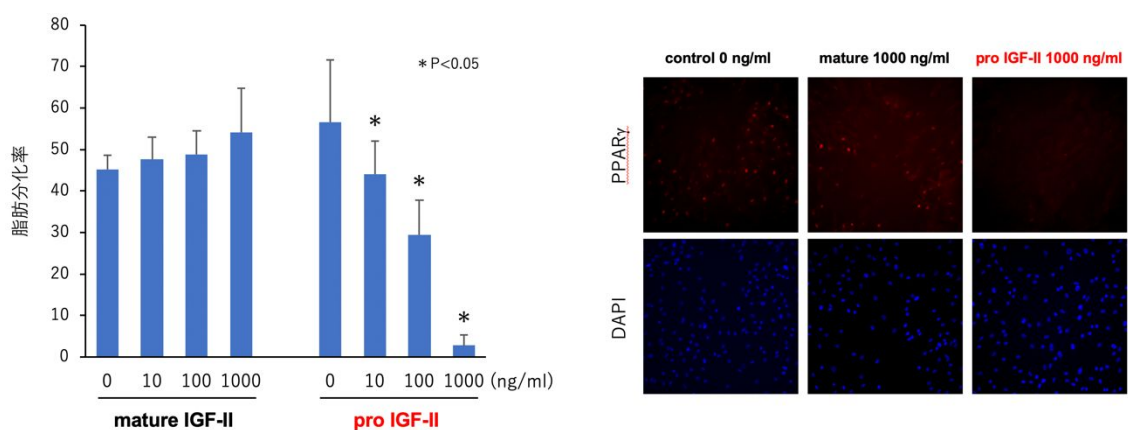 80
70
60
50
40
30
20
10
0
脂肪分化率
*P<0.05
*
*
*
0 10 100 1000 0 10 100 1000 (ng/ml)
mature IGF-II pro IGF-II
control 0 ng/ml mature 1000 ng/ml pro IGF-II 1000 ng/ml
PPARγ
DAPI